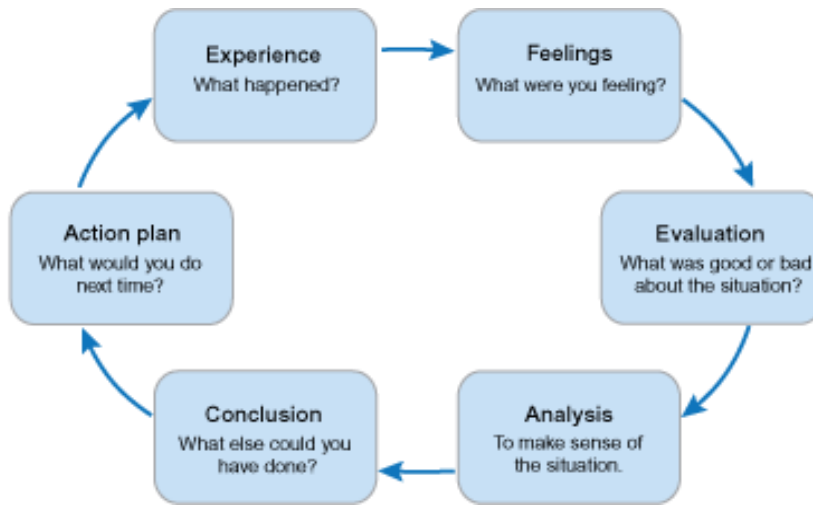 Experience
What happened?
Feelings
What were you feeling?
Evaluation
What was good or bad
about the situation?
Analysis
To make sense of
the situation.
Conclusion
What else could you
have done?
Action plan
What would you do
next time?